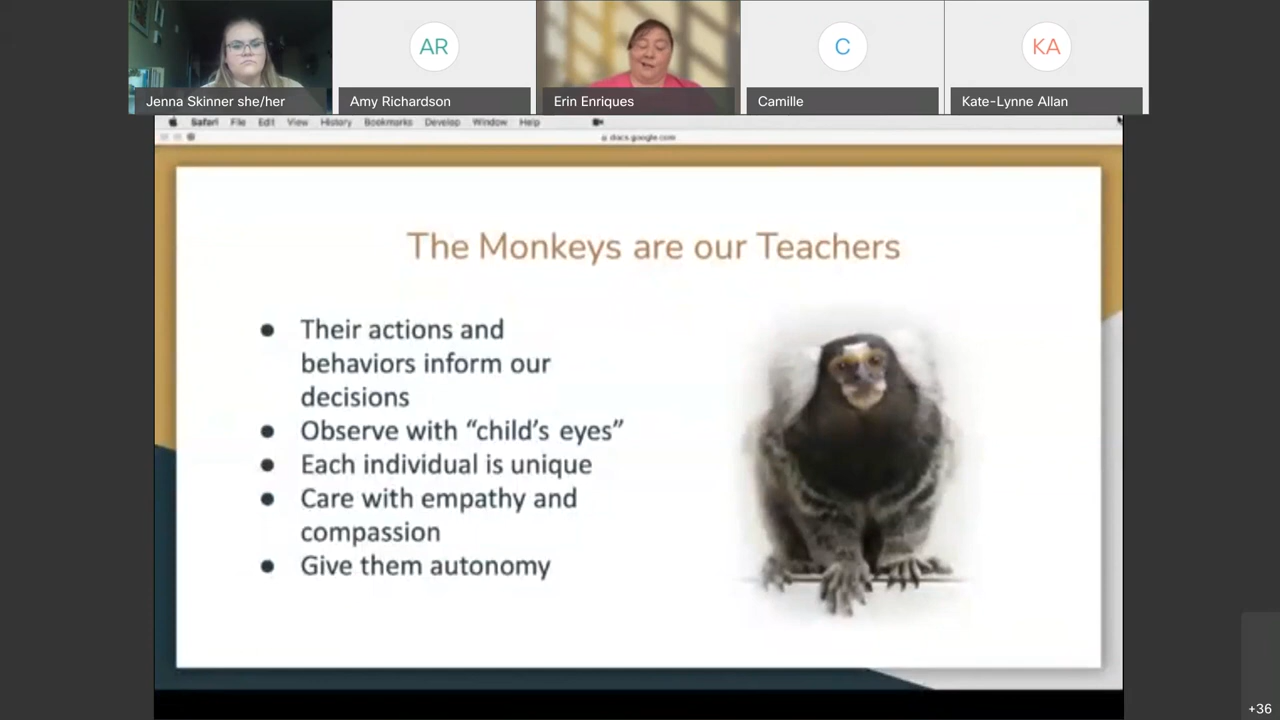 AR
C
KA
Jenna Skinner she/her
Amy Richardson
Erin Enriques
Camille
Kate-Lynne Allan
Safari File Edit View History Bookmarks Develop Window Help
docs.google.com
The Monkeys are our Teachers
● Their actions and
behaviors inform our
decisions
● Observe with “child’s eyes”
● Each individual is unique
● Care with empathy and
compassion
● Give them autonomy
+36